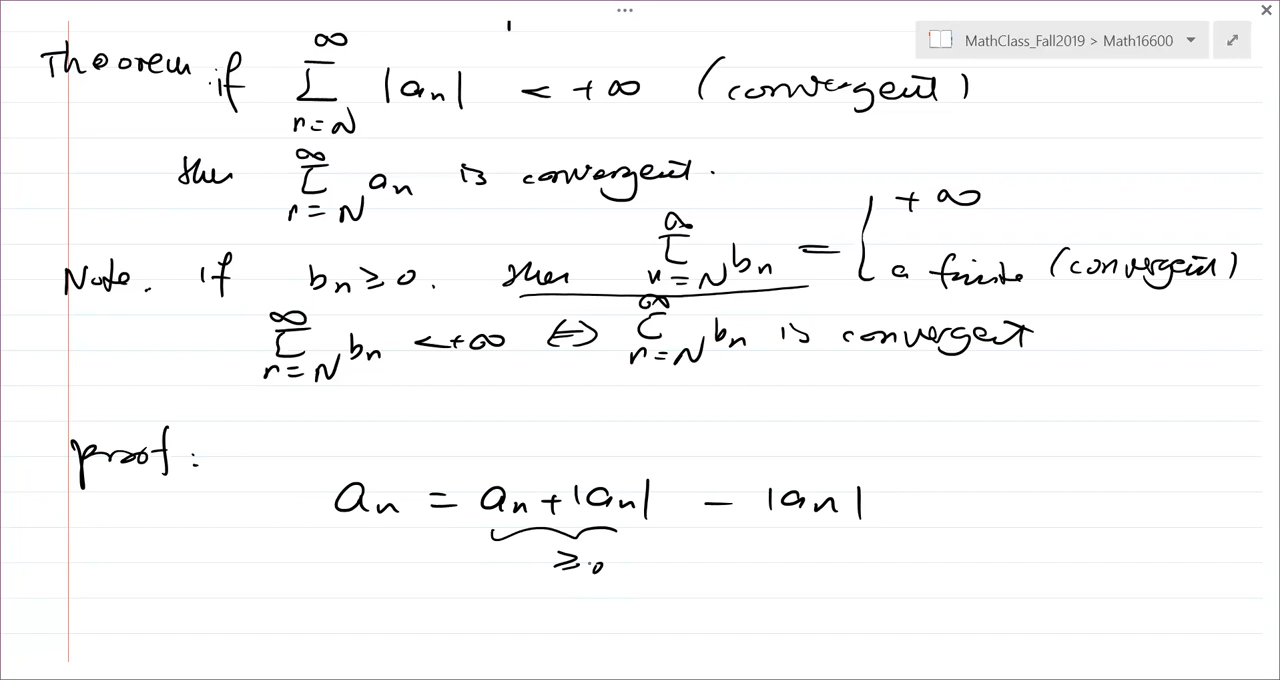 MathClass_Fall2019 > Math16600
Theorem. if ∑_{n=N}^{∞} |a_n| < +∞ (convergent)
then ∑_{n=N}^{∞} a_n is convergent.
Note. If b_n ≥ 0. then ∑_{n=N}^{∞} b_n = { +∞
a finite (convergent)
∑_{n=N}^{∞} b_n < +∞ ⇔ ∑_{n=N}^{∞} b_n is convergent
proof:
a_n = a_n + |a_n| − |a_n|
≥ 0